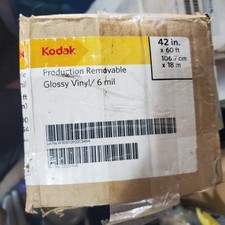 Kodak
42 in.
x 60 ft
106.7 cm
x 18 m
Production Removable
Glossy Vinyl/ 6 mil